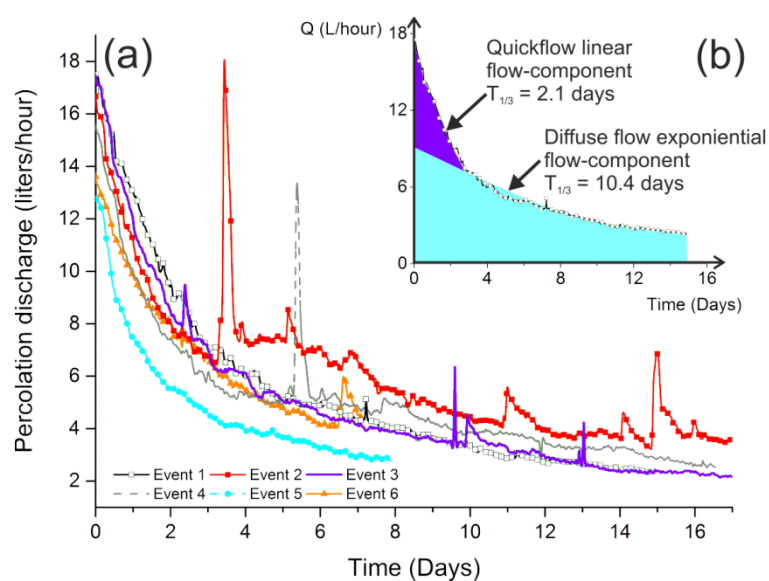 (a)
Percolation discharge (liters/hour)
18
16
14
12
10
8
6
4
2
0
2
4
6
8
10
12
14
16
Time (Days)
Event 1
Event 2
Event 3
Event 4
Event 5
Event 6
(b)
Q (L/hour)
18
12
6
0
0
4
8
12
16
Time (Days)
Quickflow linear
flow-component
T1/3 = 2.1 days
Diffuse flow exponiential
flow-component
T1/3 = 10.4 days